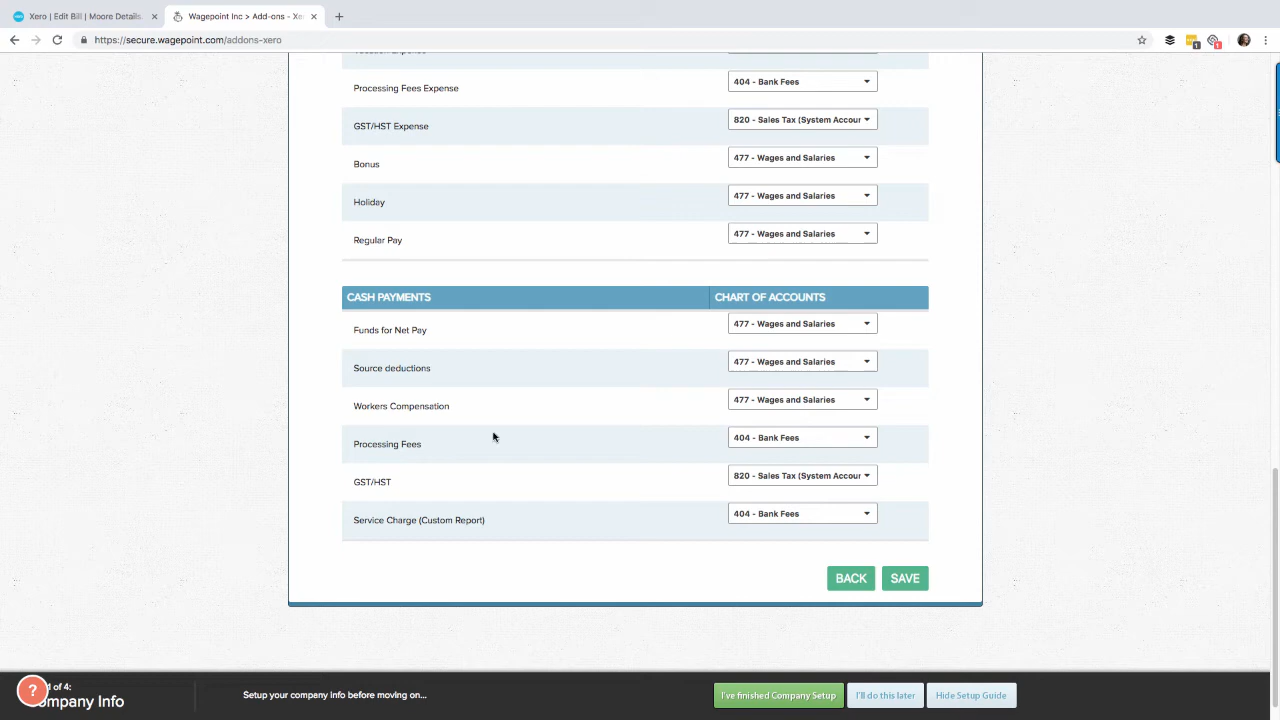 Xero | Edit Bill | Moore Details
Wagepoint Inc > Add-ons - Xe
https://secure.wagepoint.com/addons-xero
1
1
Processing Fees Expense
404 - Bank Fees
GST/HST Expense
820 - Sales Tax (System Accour
Bonus
477 - Wages and Salaries
Holiday
477 - Wages and Salaries
Regular Pay
477 - Wages and Salaries
CASH PAYMENTS
CHART OF ACCOUNTS
Funds for Net Pay
477 - Wages and Salaries
Source deductions
477 - Wages and Salaries
Workers Compensation
477 - Wages and Salaries
Processing Fees
404 - Bank Fees
GST/HST
820 - Sales Tax (System Accour
Service Charge (Custom Report)
404 - Bank Fees
BACK
SAVE
?
1 of 4:
ompany Info
Setup your company info before moving on...
I've finished Company Setup
I'll do this later
Hide Setup Guide